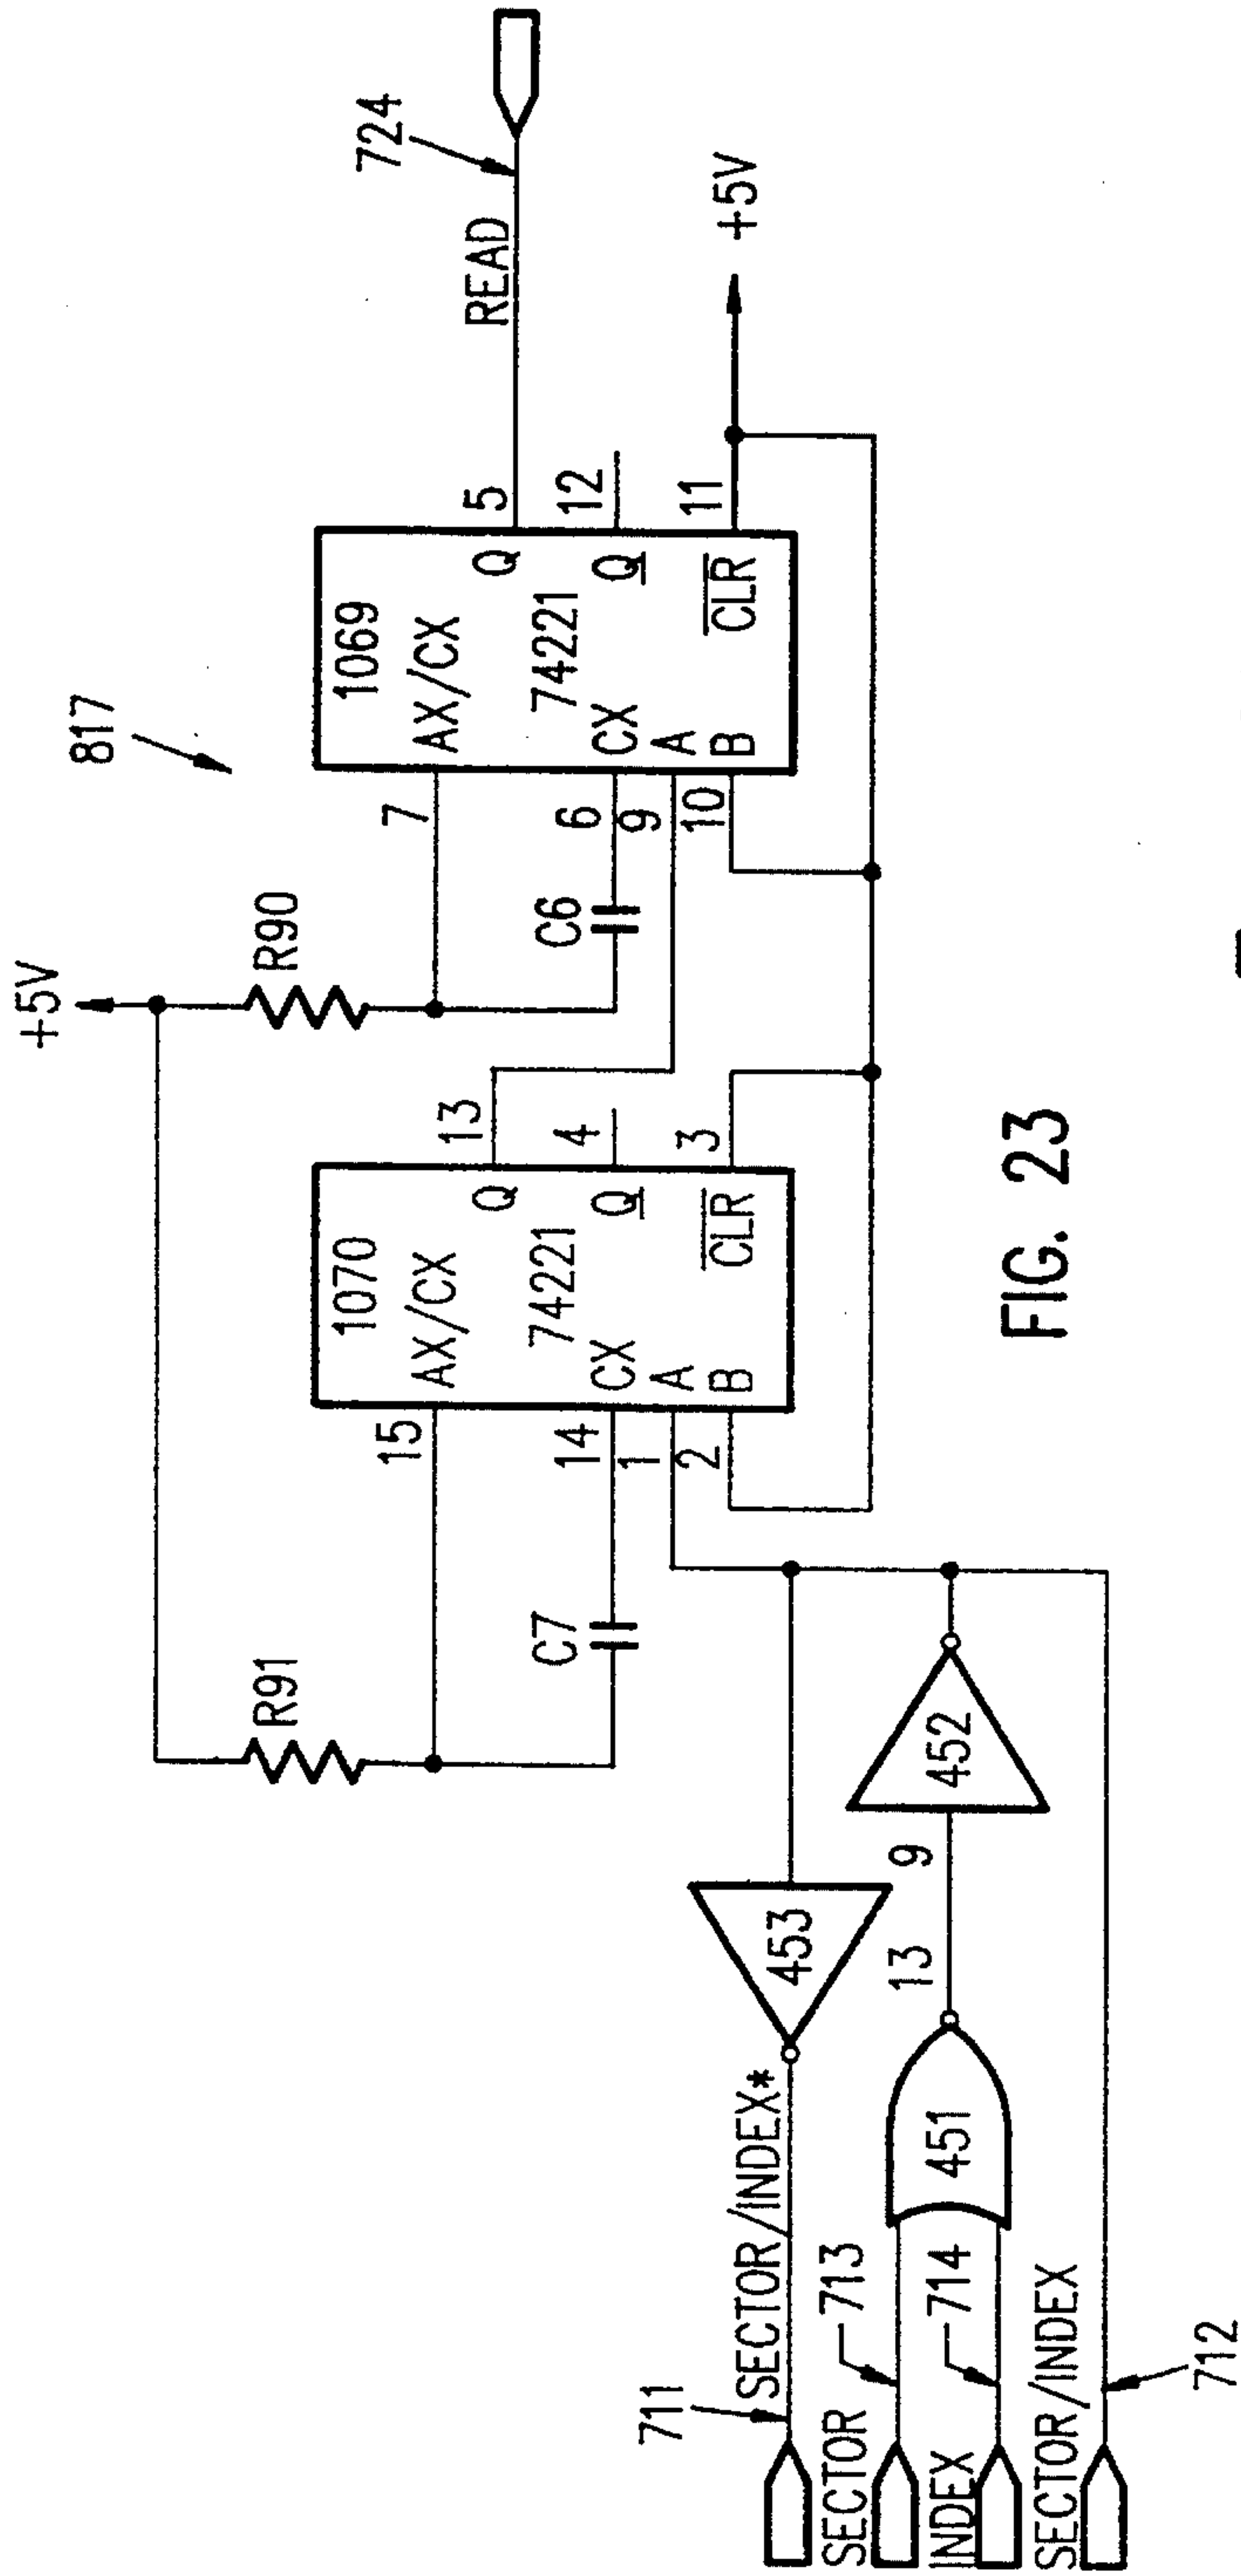 817
+5V
R91
R90
724
READ
1070
AX/CX
74221
CX
A
B
Q
Q
CLR
15
14
1
2
13
4
3
C7
1069
AX/CX
74221
CX
A
B
Q
Q
CLR
7
6
9
10
5
12
11
C6
+5V
711
SECTOR/INDEX*
453
SECTOR
713
451
13
9
452
INDEX
714
SECTOR/INDEX
712
FIG. 23